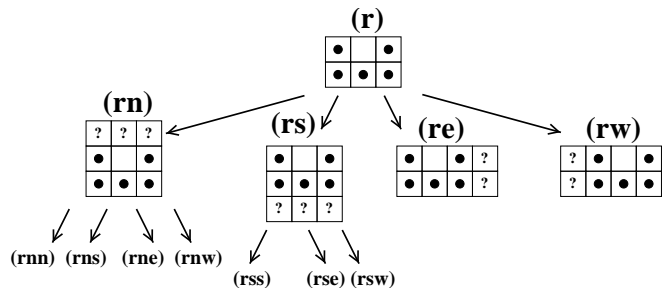 (r)
(rn)
(rs)
(re)
(rw)
? ? ?
?
?
?
?
? ? ?
(rnn) (rns) (rne) (rnw)
(rss) (rse) (rsw)